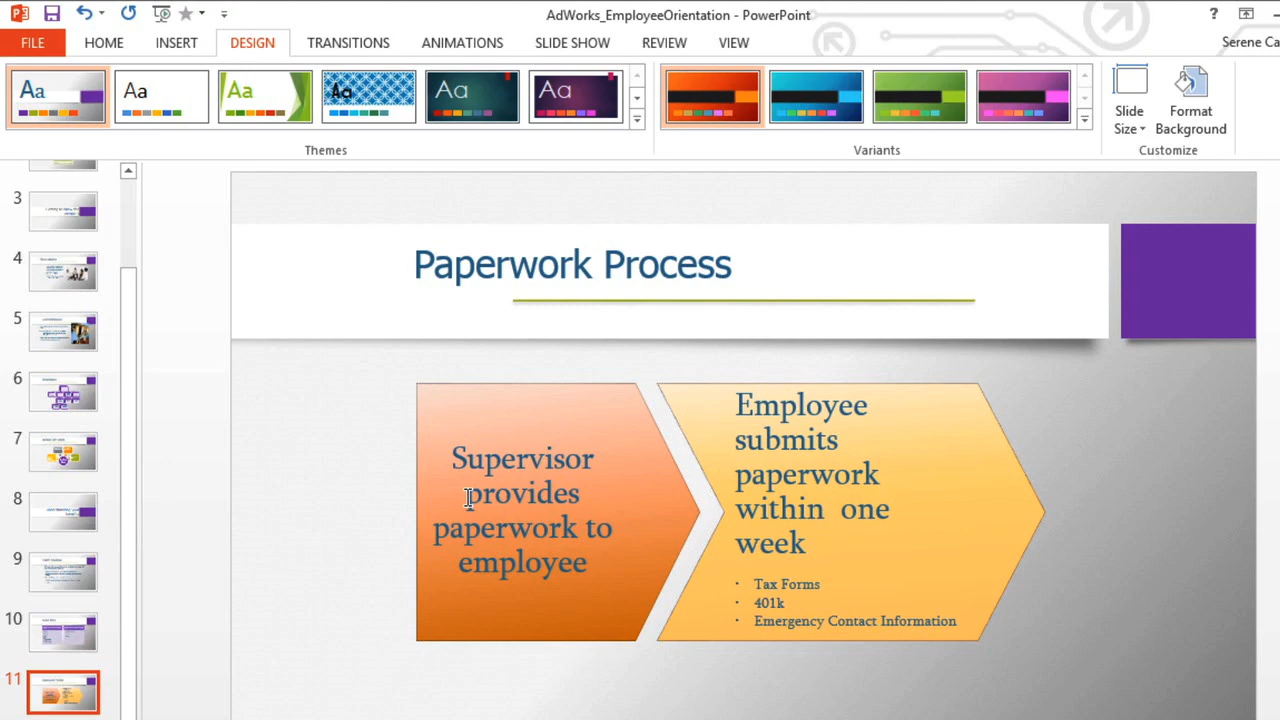 AdWorks_EmployeeOrientation - PowerPoint
?
FILE HOME INSERT DESIGN TRANSITIONS ANIMATIONS SLIDE SHOW REVIEW VIEW
Serene Ca
Aa Aa Aa Aa Aa Aa
Slide
Size
Format
Background
Themes
Variants
Customize
3
4
5
6
7
8
9
10
11
Paperwork Process
Supervisor
provides
paperwork to
employee
Employee
submits
paperwork
within one
week
• Tax Forms
• 401k
• Emergency Contact Information